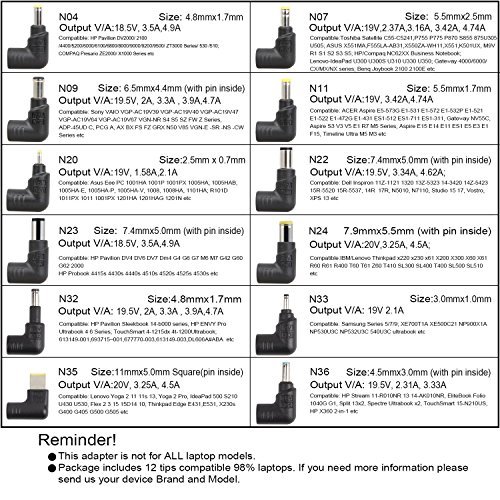 N04 Size: 4.8mmx1.7mm
Output V/A: 18.5V, 3.5A,4.9A
Compatible: HP Pavilion DV2000/ 2100
4400/5200/6000/6100/6600/8000/9000/9200/9500/ ZT3000 Series/ 530 /510,
COMPAQ Presario ZE2000/ X1000 Series etc
N07 Size: 5.5mmx2.5mm
Output V/A: 19V,2.37A,3.16A, 3.42A, 4.74A
Compatible:Toshiba Satellite C55-C5241,P755 P775 P870 S855 875U305
U505, ASUS X551MA,F555LA-AB31,X550ZA-WH11,X551,K501UX, MSI
Lenovo-IdeaPad U300 U300S U310 U330 U350; Gateway-4000/6000/
CX/MX/NX series, Benq Joybook 2100 2100E etc
N09 Size: 6.5mmx4.4mm (with pin inside)
Output V/A: 19.5V, 2A, 3.3A , 3.9A,4.7A
Compatible: Sony VAIO VGP-AC19V39 VGP-AC19V40 VGP-AC19V47
VGP-AC19V64 VGP-AC19V67 VGN-NR S4 S5 SZ FW Z Series,
ADP-45UD C, PCG A, AX BX FS FZ GRX N50 V85 VGN-E -SR -NS -CW
Series etc
N11 Size: 5.5mmx1.7mm
Output V/A: 19V, 3.42A,4.74A
Compatible: ACER Aspire E5-573G E1-531 E1-572 E1-532P E1-521
E1-522 E1-470 E1-431 ES1-512 ES1-711 ES1-311, Gateway NV55C,
Aspire S3 V3 V5 E1 R7 M5 Series, Aspire E15 E14 E11 E5 E1 ES E3 E1
F15, Timeline Ultra M5 M3 etc
N20 Size:2.5mm x 0.7mm
Output V/A: 19V, 1.58A,2.1A
Compatible: Asus Eee PC 1001HA 1001P 1001PX 1005HA, 1005HAB,
1005HA-E, 1005HA-P, 1005HA-V, 1008, 1008HA, 1101HA; R101D
1011PX 1011 1001PX 1201HA 1201HAG 1201N etc
N22 Size:7.4mmx5.0mm (with pin inside)
Output V/A: 19.5V, 3.34A, 4.62A;
Compatible: Dell Inspiron 11Z-1121 1320 13Z-5323 14-3420 14Z-5423
15R-5520 15R-5537, 14R 17R, N5010, N7110, Studio 15 17, Vostro,
XPS 13 etc
N23 Size: 7.4mmx5.0mm (with pin inside)
Output V/A: 18.5V, 3.5A,4.9A
Compatible: HP Pavilion DV4 DV6 DV7 Dm4 G4 G6 G7 M6 M7 G42 G60
G62 2000
HP Probook 4415s 4430s 4440s 4510s 4520s 4525s 4530s etc
N24 Size: 7.9mmx5.5mm (with pin inside)
Output V/A: 20V,3.25A, 4.5A;
Compatible:IBM/Lenovo Thinkpad x220 x230 x61 X200 X300 X60 X61
R60 R61 R400 T60 T61 Z60 T410 SL300 SL400 T400 SL500 SL510
etc
N32 Size:4.8mmx1.7mm
Output V/A: 19.5V, 2A, 3.3A , 3.9A,4.7A
Compatible: HP Pavilion Sleekbook 14-b000 series, HP ENVY Pro
Ultrabook 4 6 Series, TouchSmart 4-1215dx 4t-1200Ultrabook,
613149-001,693715-001,677770-003,613149-003,DL606A#ABA etc
N33 Size:3.0mmx1.0mm
Output V/A: 19V 2.1A
Compatible: Samsung Series 5/7/9; XE700T1A XE500C21 NP900X1A
NP530U3C NP532U3C 540U3C ultrabook
N35 Size:11mmx5.0mm Square(pin inside)
Output V/A:20V, 3.25A, 4.5A
Compatible: Lenovo Yoga 2 11 11s 13, Yoga 2 Pro, IdeaPad 500 S210
U430 U530, Flex 2 3 15 15D14 10, Thinkpad Edge E431,E531, X230s
G400 G405 G500 G505 etc
N36 Size:4.5mmx3.0mm (with pin inside)
Output V/A: 19.5V, 2.31A, 3.33A
Compatible: HP Stream 11-R010NR 13 14-AK010NR, EliteBook Folio
1040G G1, Split 13x2, Spectre Ultrabook x2, TouchSmart 15-N210US,
HP X360 2-in-1 etc
Reminder!
●This adapter is not for ALL laptop models.
●Package includes 12 tips compatible 98% laptops. If you need more information please
send us your device Brand and Model.